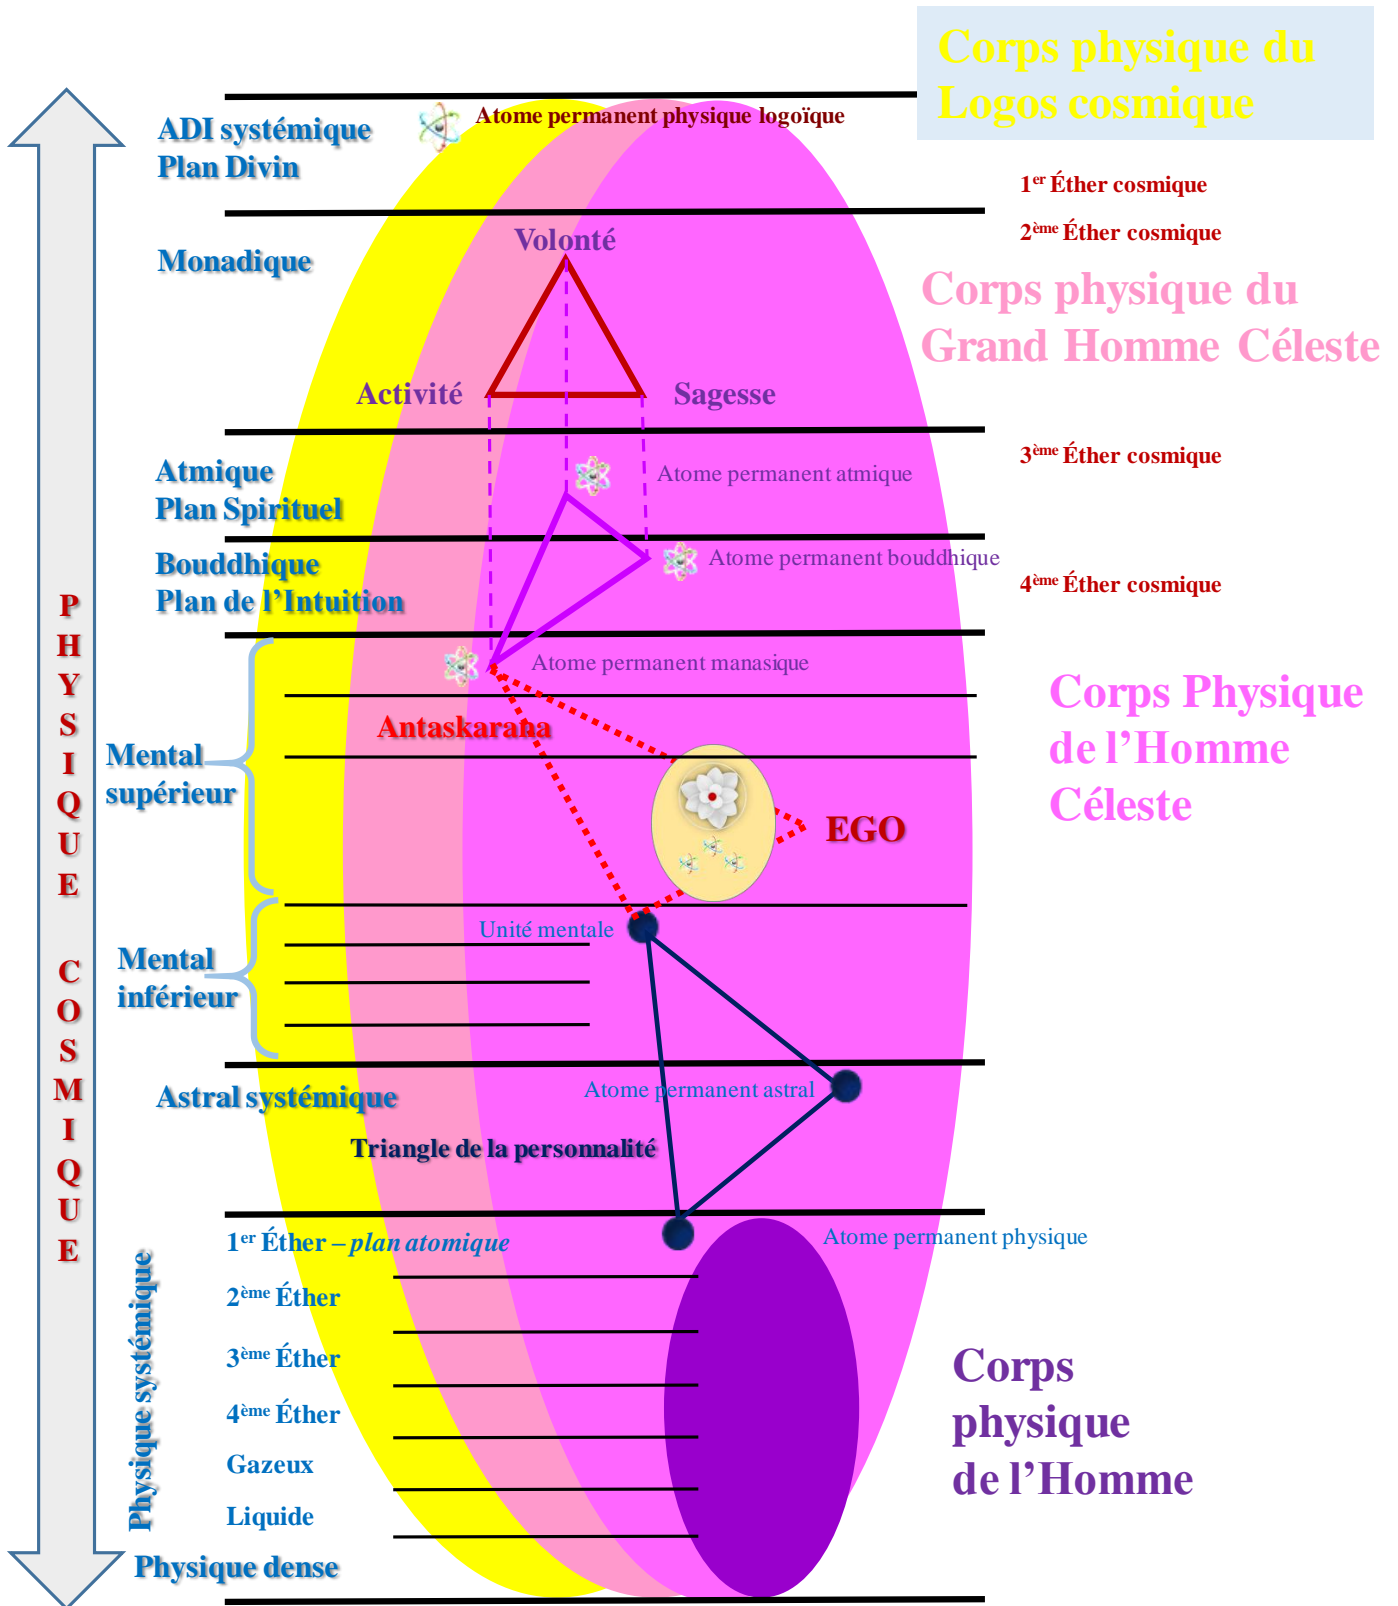 Corps physique du
Logos cosmique
Atome permanent physique logoïque
ADI systémique
Plan Divin
1er Éther cosmique
2ème Éther cosmique
Volonté
Monadique
Corps physique du
Grand Homme Céleste
Activité
Sagesse
3ème Éther cosmique
Atmique
Plan Spirituel
Atome permanent atmique
Bouddhique
Plan de l’Intuition
Atome permanent bouddhique
4ème Éther cosmique
PHYSIQUE COSMIQUE
Atome permanent manasique
Corps Physique
de l’Homme
Céleste
Antaskarana
Mental
supérieur
EGO
Unité mentale
Mental
inférieur
Astral systémique
Atome permanent astral
Triangle de la personnalité
1er Éther – plan atomique
Atome permanent physique
Physique systémique
2ème Éther
3ème Éther
4ème Éther
Corps
physique
de l’Homme
Gazeux
Liquide
Physique dense